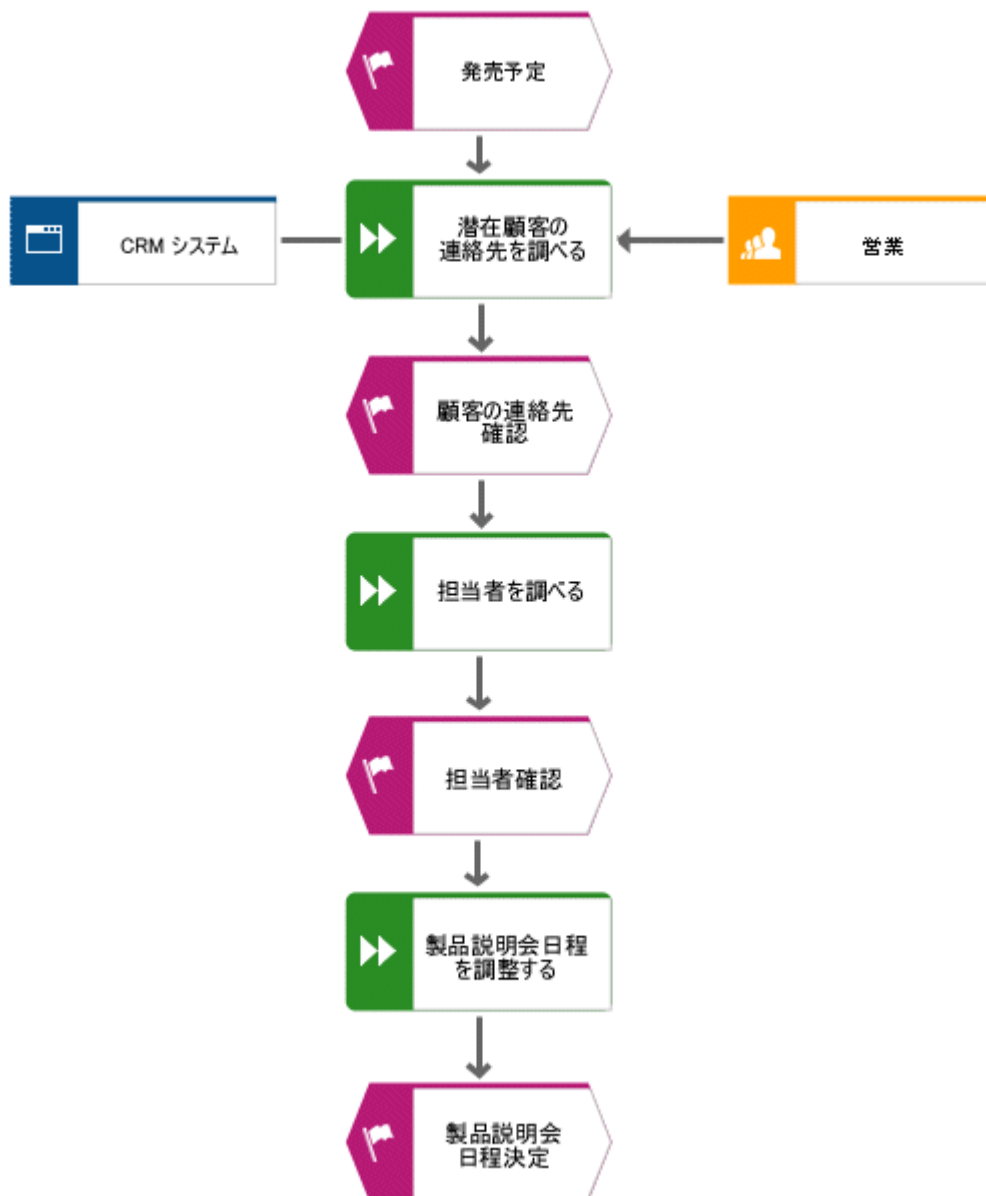 発売予定
CRM システム
潜在顧客の
連絡先を調べる
営業
顧客の連絡先
確認
担当者を調べる
担当者確認
製品説明会日程
を調整する
製品説明会
日程決定